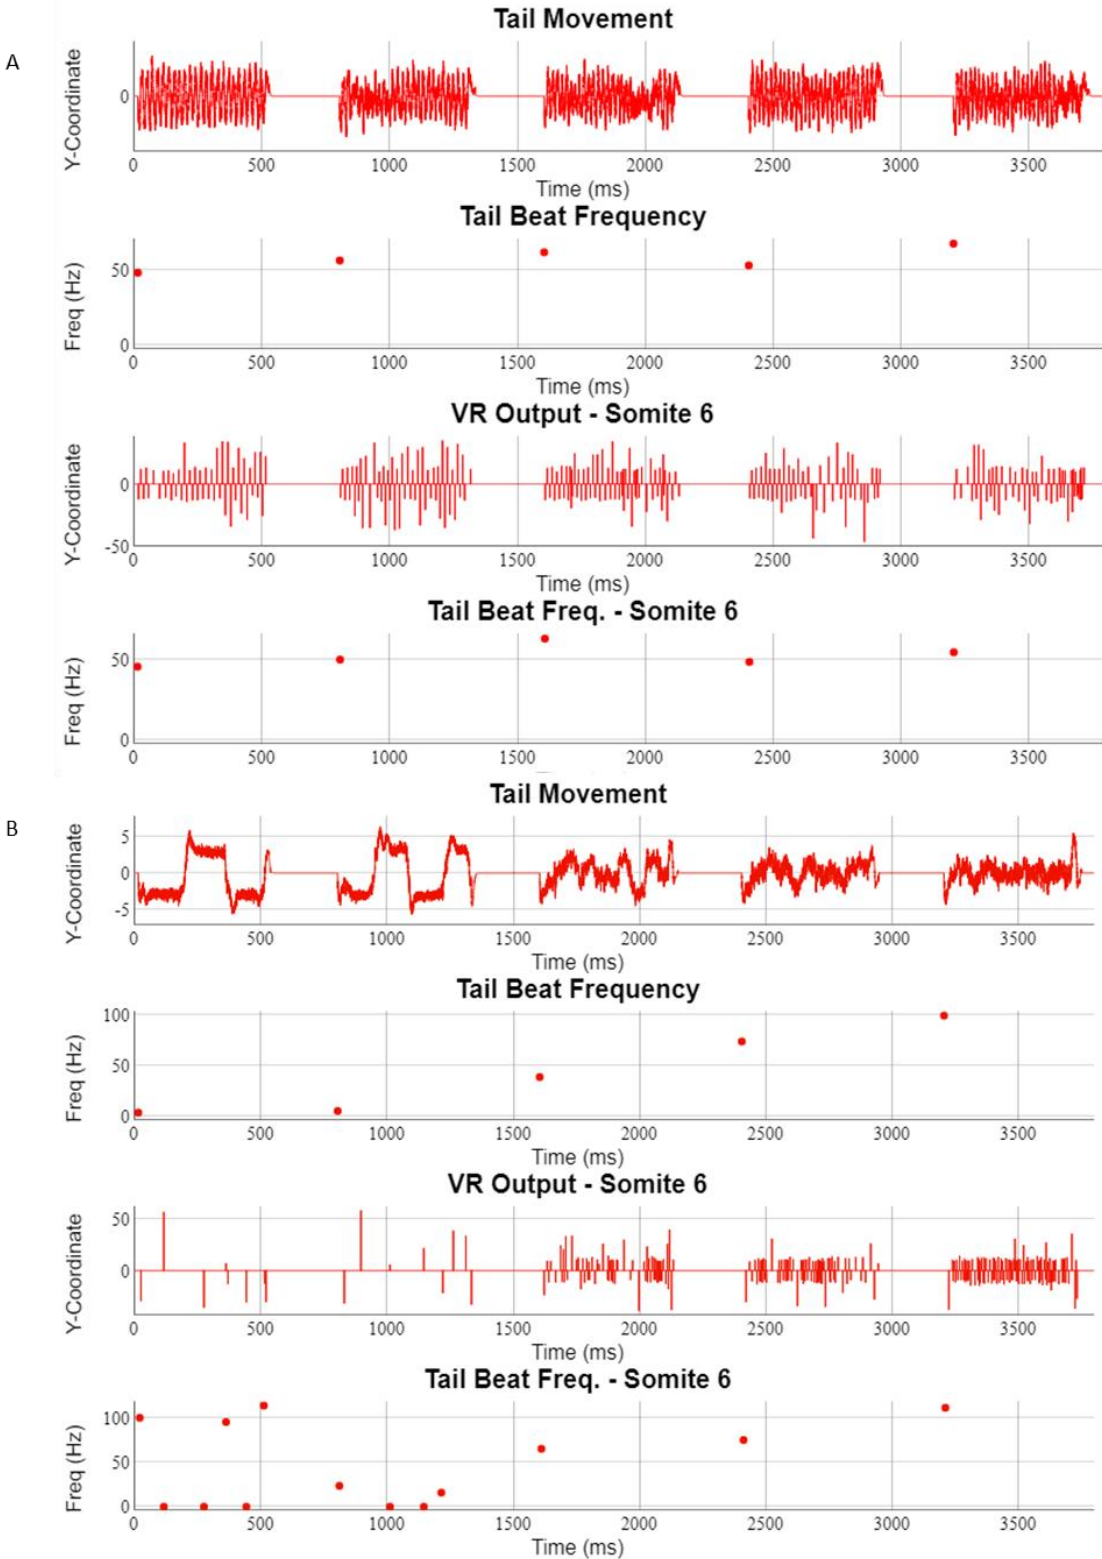 A
Tail Movement
Y-Coordinate
0
0 500 1000 1500 2000 2500 3000 3500
Time (ms)
Tail Beat Frequency
Freq (Hz)
50
0
0 500 1000 1500 2000 2500 3000 3500
Time (ms)
VR Output - Somite 6
Y-Coordinate
0
-50
0 500 1000 1500 2000 2500 3000 3500
Time (ms)
Tail Beat Freq. - Somite 6
Freq (Hz)
50
0
0 500 1000 1500 2000 2500 3000 3500
B
Tail Movement
Y-Coordinate
5
0
-5
0 500 1000 1500 2000 2500 3000 3500
Time (ms)
Tail Beat Frequency
Freq (Hz)
100
50
0
0 500 1000 1500 2000 2500 3000 3500
Time (ms)
VR Output - Somite 6
Y-Coordinate
50
0
0 500 1000 1500 2000 2500 3000 3500
Time (ms)
Tail Beat Freq. - Somite 6
Freq (Hz)
100
50
0
0 500 1000 1500 2000 2500 3000 3500
Time (ms)